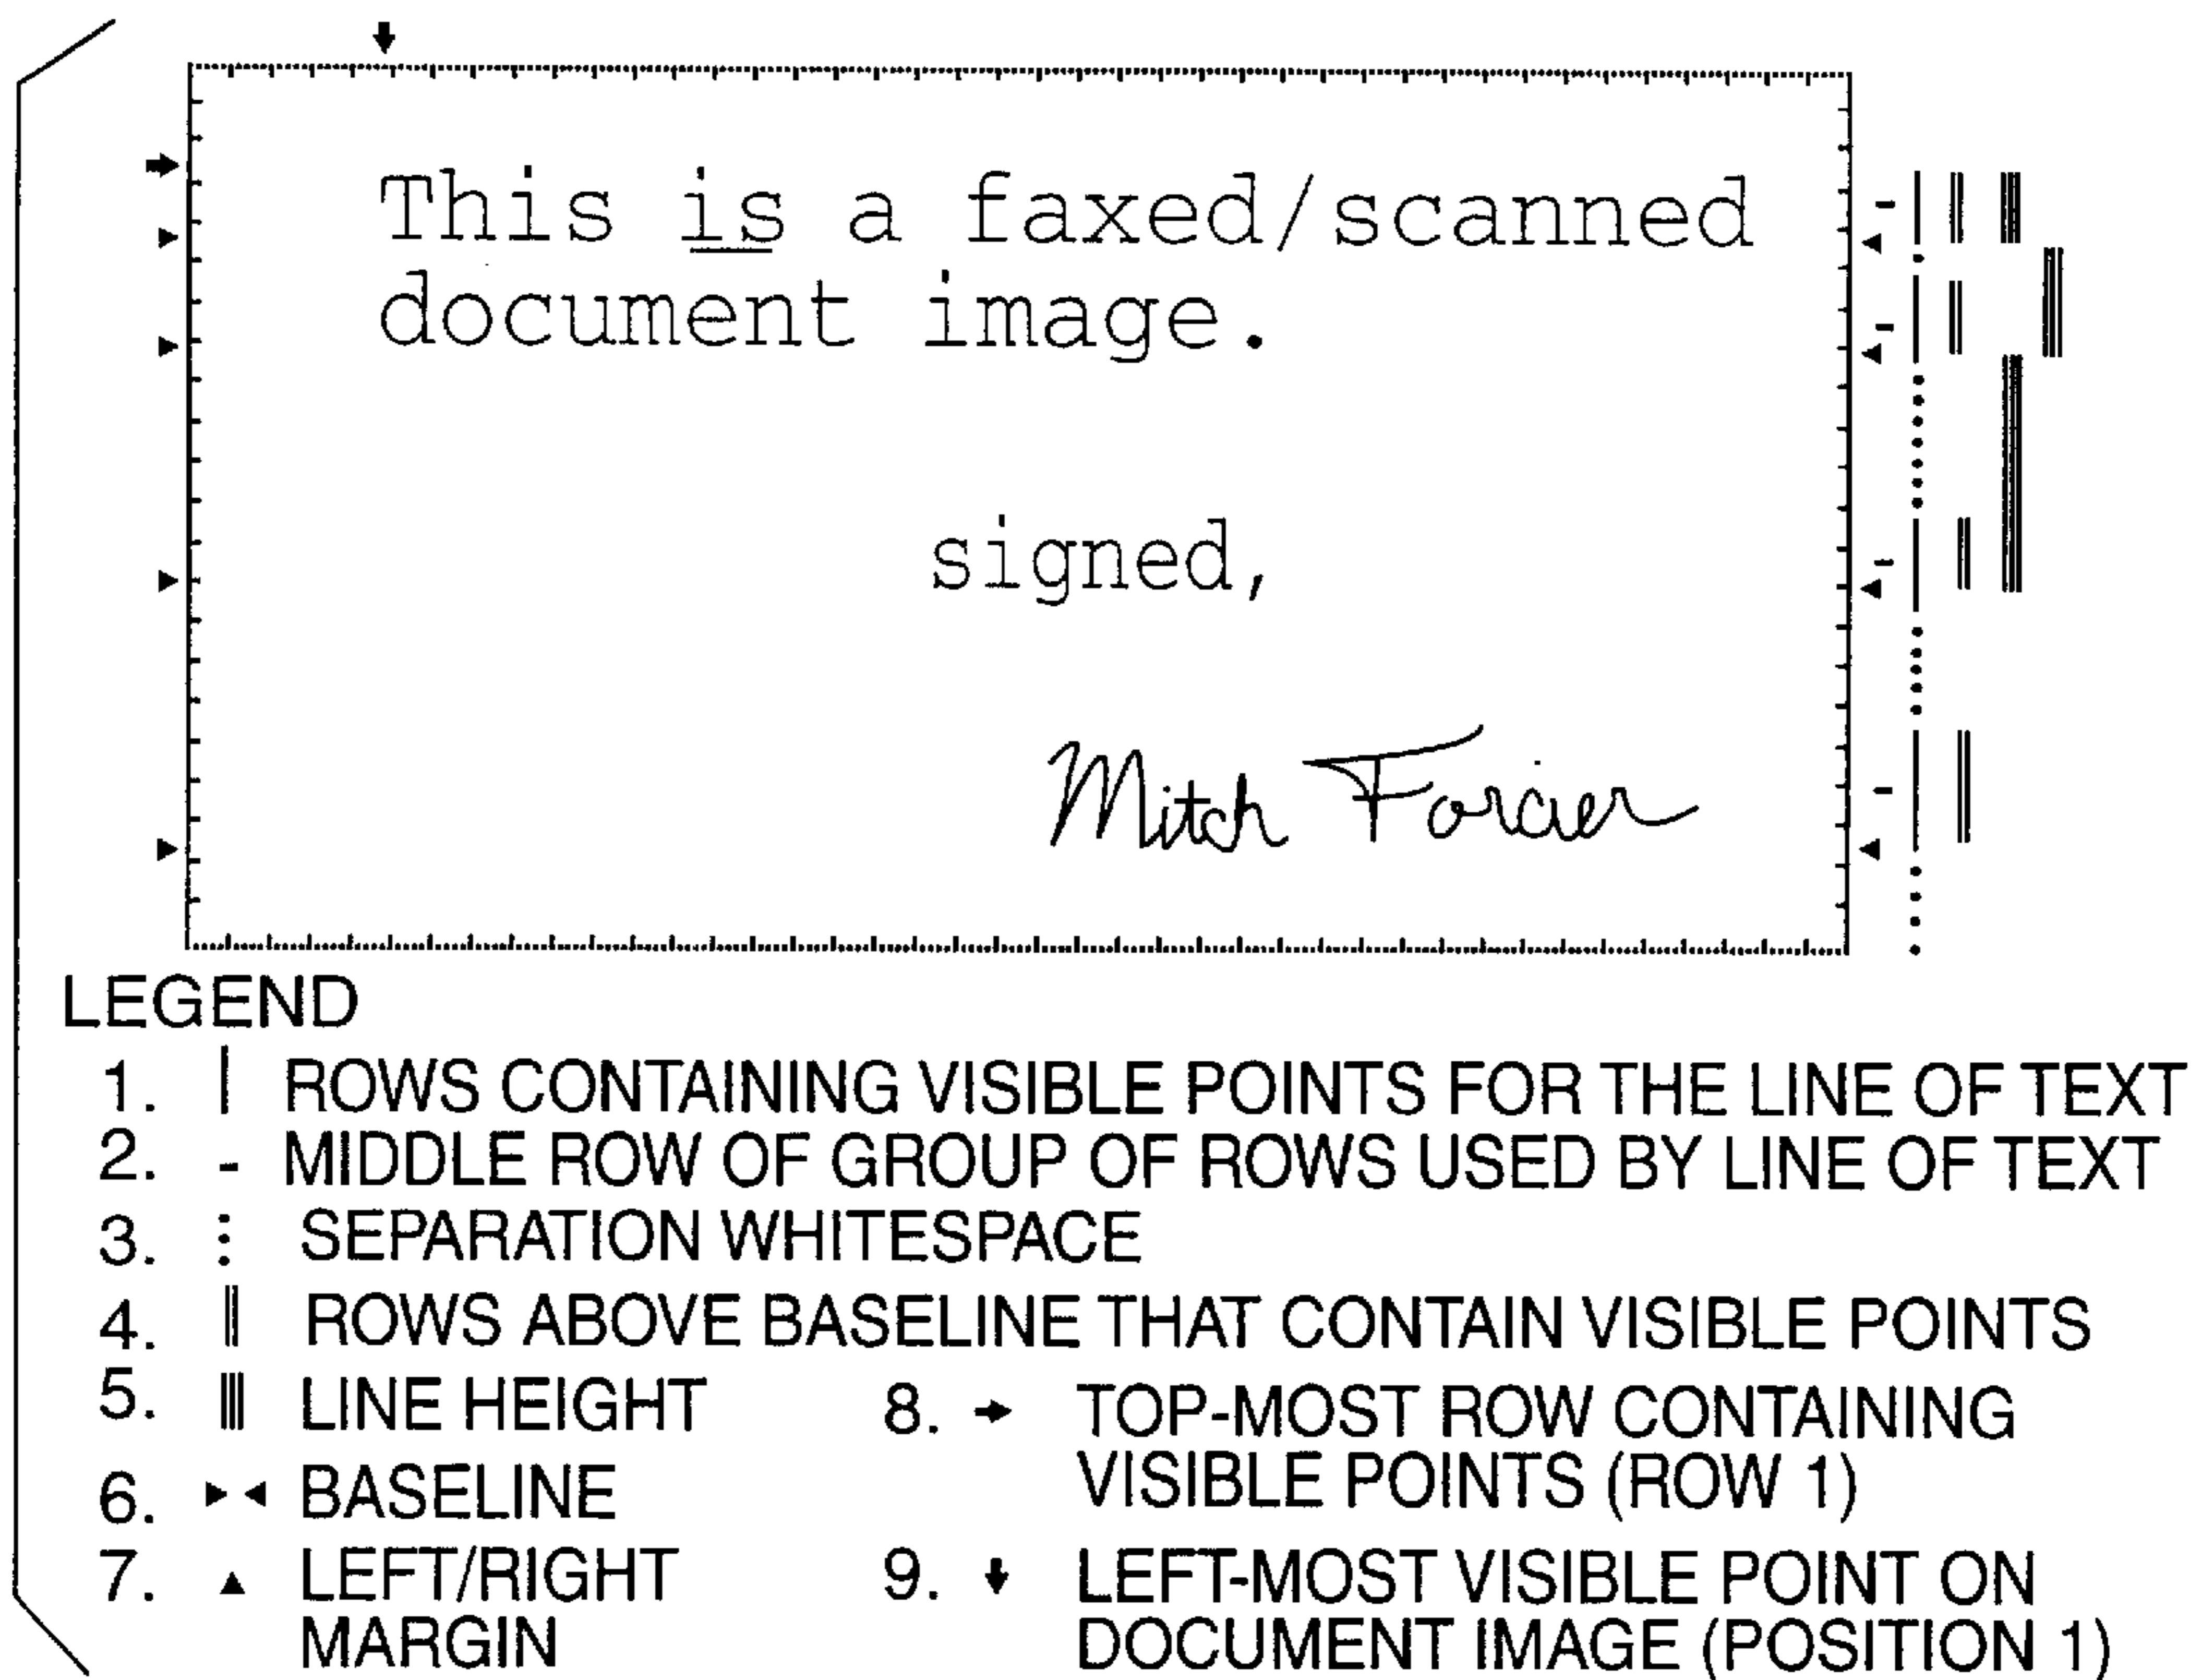 This is a faxed/scanned
document image.
signed,
Mitch Forcier
LEGEND
1. | ROWS CONTAINING VISIBLE POINTS FOR THE LINE OF TEXT
2. - MIDDLE ROW OF GROUP OF ROWS USED BY LINE OF TEXT
3. ⋮ SEPARATION WHITESPACE
4. || ROWS ABOVE BASELINE THAT CONTAIN VISIBLE POINTS
5. ||| LINE HEIGHT
6. ►◄ BASELINE
7. ▲ LEFT/RIGHT
MARGIN
8. → TOP-MOST ROW CONTAINING
VISIBLE POINTS (ROW 1)
9. ↓ LEFT-MOST VISIBLE POINT ON
DOCUMENT IMAGE (POSITION 1)